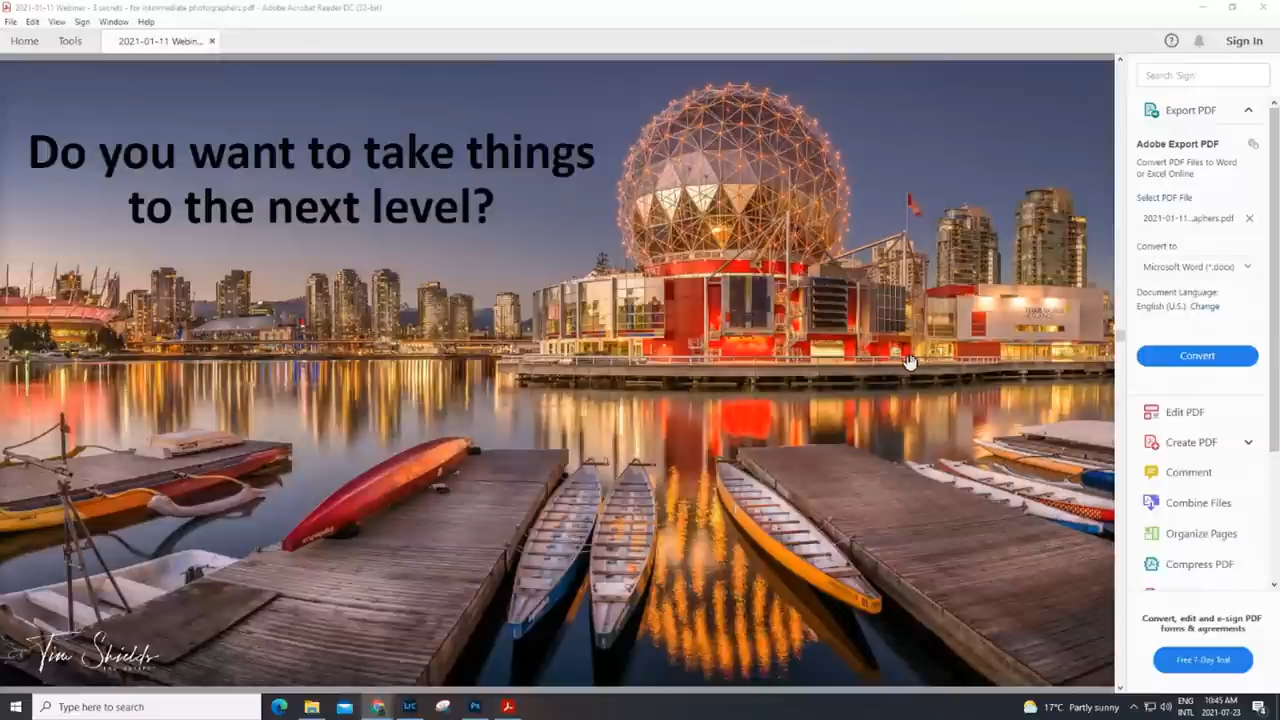 2021-01-11 Webiner - 3 secrets - for intermediate photographers.pdf - Adobe Acrobat Reader DC (32-bit)
File Edit View Sign Window Help
Home Tools 2021-01-11 Webin... × Sign In
Search 'Sign'
Export PDF
Adobe Export PDF
Convert PDF Files to Word
or Excel Online
Select PDF File
2021-01-11...aphers.pdf
Convert to
Microsoft Word (*.docx)
Document Language:
English (U.S.) Change
Convert
Edit PDF
Create PDF
Comment
Combine Files
Organize Pages
Compress PDF
Convert, edit and e-sign PDF
forms & agreements
Free 7-Day Trial
Do you want to take things
to the next level?
Tim Shields
Type here to search
LrC
Ps
17°C Partly sunny
ENG
INTL
10:45 AM
2021-07-23
4